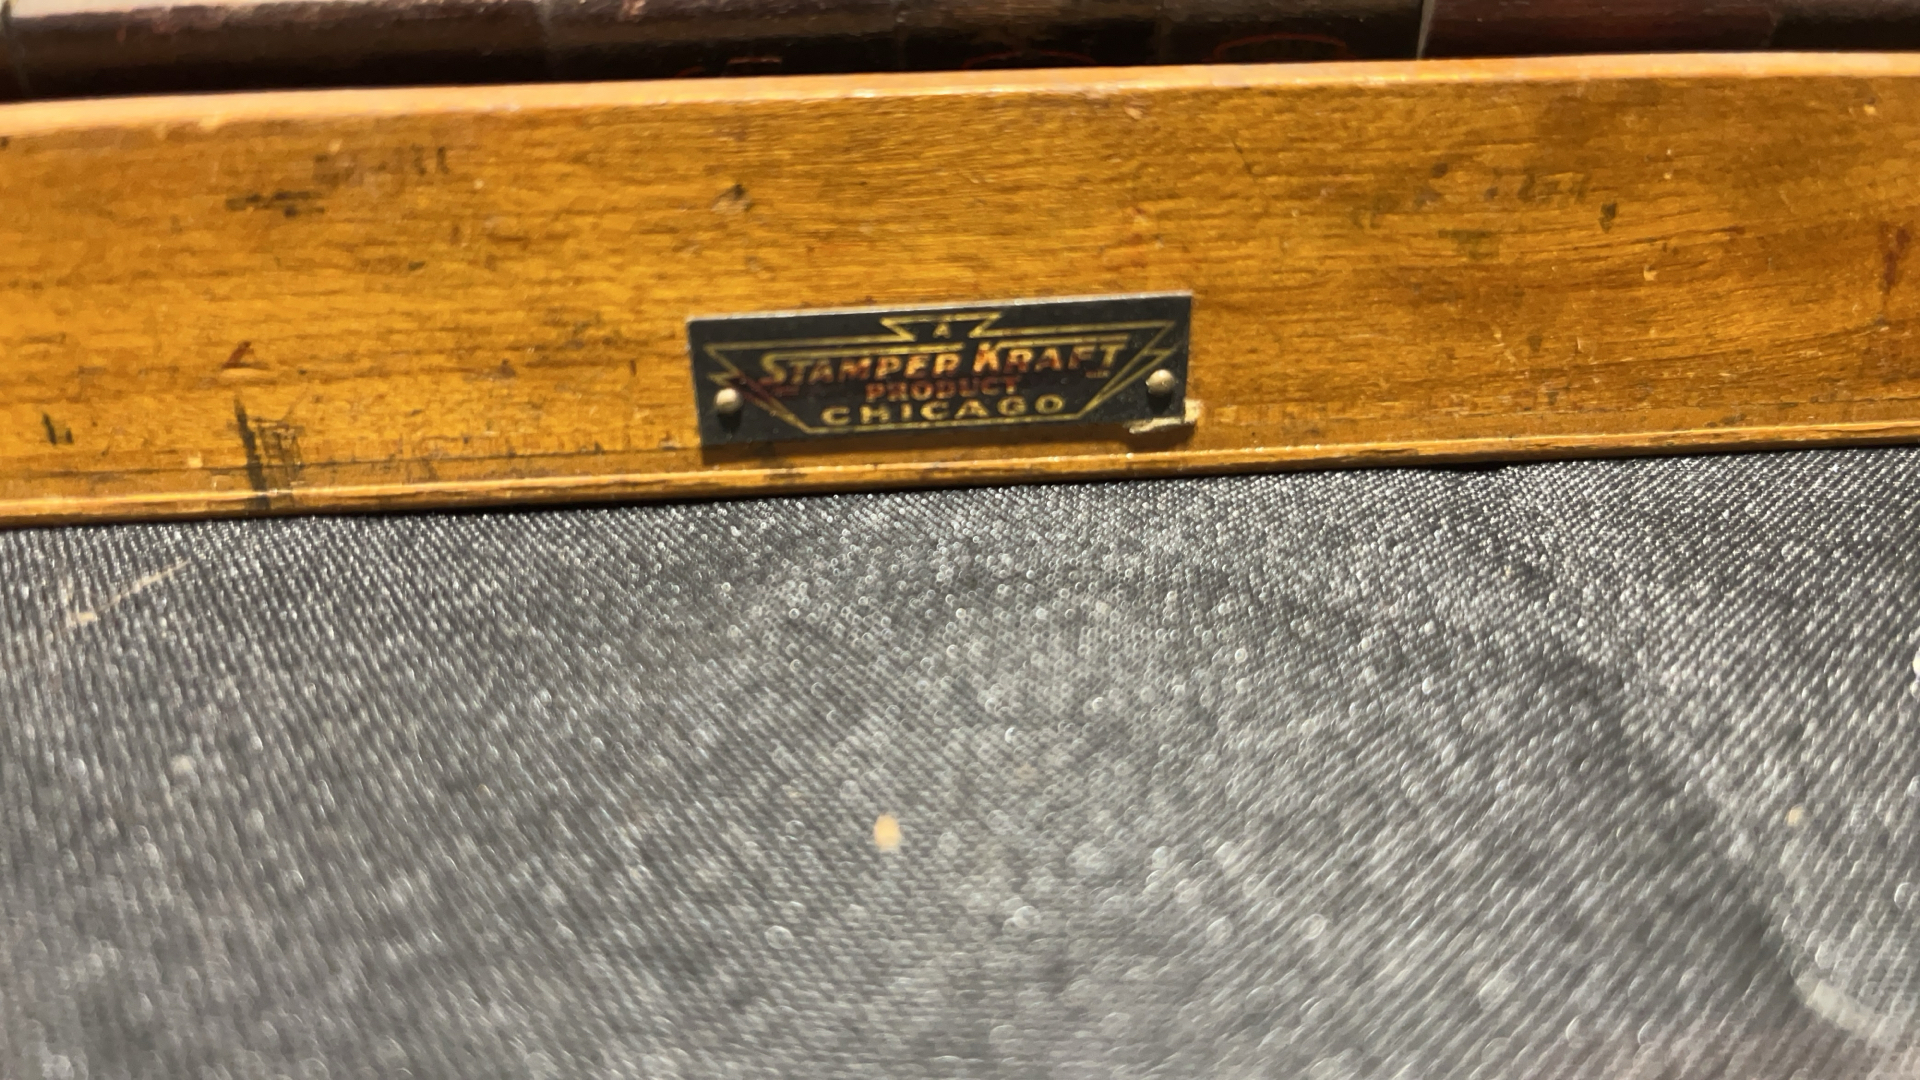 A
STAMPER KRAFT
PRODUCT
CHICAGO